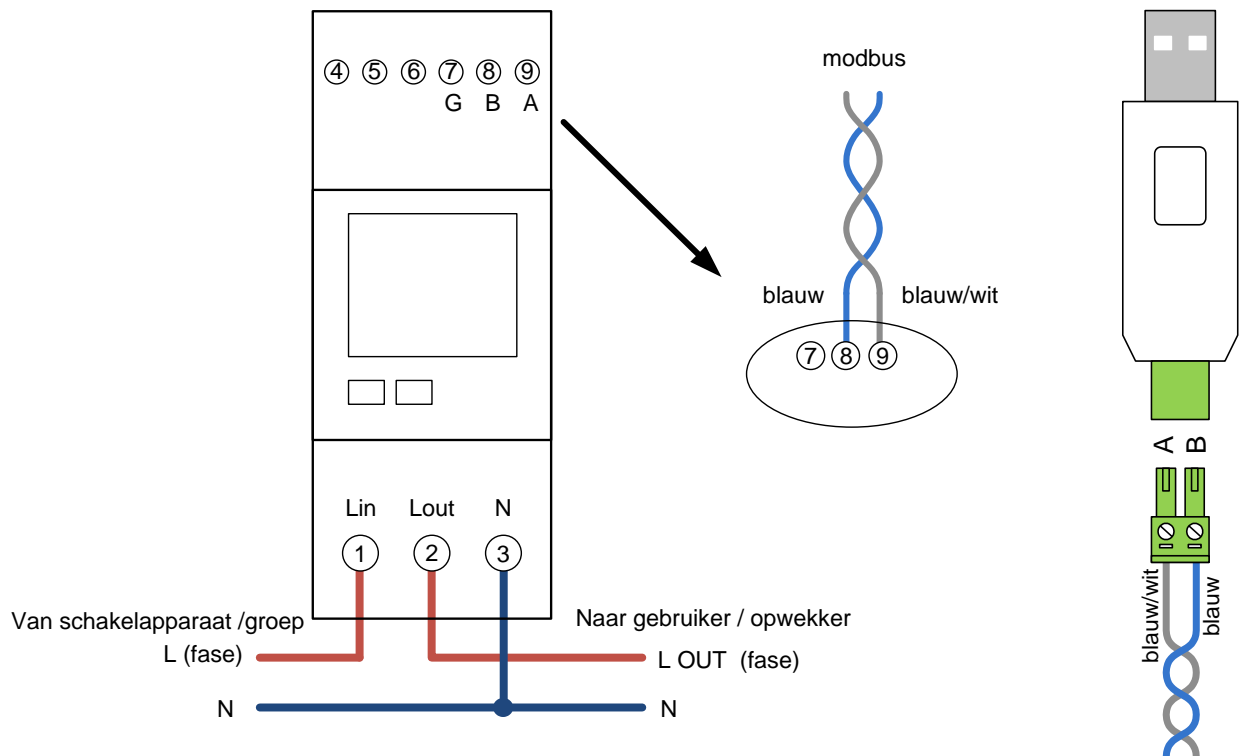 4 5 6 7 8 9
G B A
Lin Lout N
1 2 3
Van schakelapparaat /groep
L (fase)
N
Naar gebruiker / opwekker
L OUT (fase)
N
modbus
blauw blauw/wit
7 8 9
A B
blauw/wit
blauw